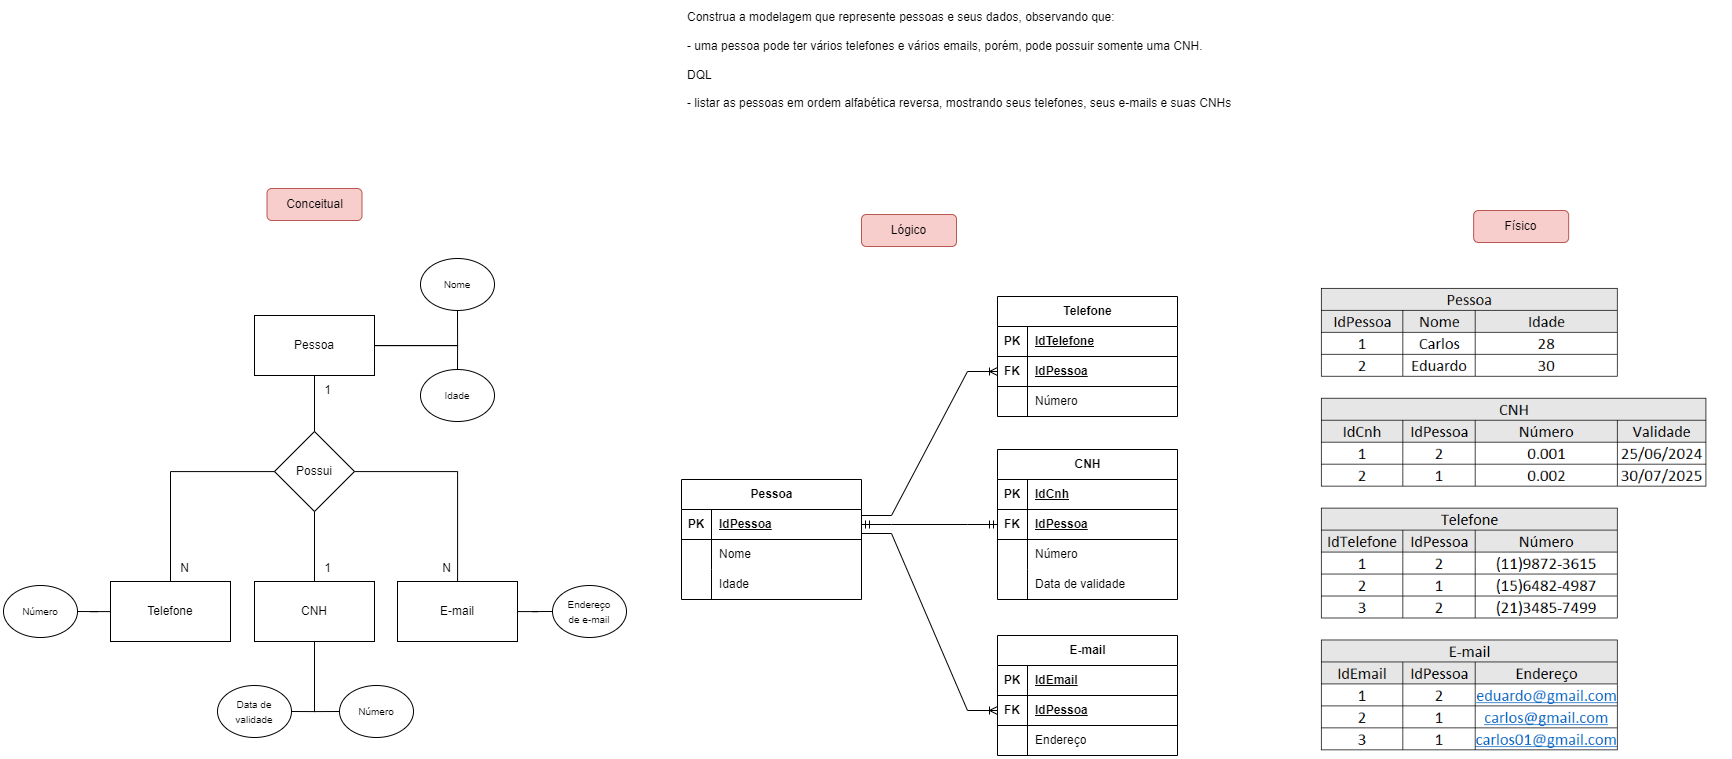 Construa a modelagem que represente pessoas e seus dados, observando que:
- uma pessoa pode ter vários telefones e vários emails, porém, pode possuir somente uma CNH.
DQL
- listar as pessoas em ordem alfabética reversa, mostrando seus telefones, seus e-mails e suas CNHs
Conceitual
Nome
Pessoa
Idade
1
Possui
N
1
N
Número
Telefone
CNH
E-mail
Endereço
de e-mail
Data de
validade
Número
Lógico
Telefone
PK IdTelefone
FK IdPessoa
Número
CNH
PK IdCnh
FK IdPessoa
Número
Data de validade
Pessoa
PK IdPessoa
Nome
Idade
E-mail
PK IdEmail
FK IdPessoa
Endereço
Físico
Pessoa
IdPessoa Nome Idade
1 Carlos 28
2 Eduardo 30
CNH
IdCnh IdPessoa Número Validade
1 2 0.001 25/06/2024
2 1 0.002 30/07/2025
Telefone
IdTelefone IdPessoa Número
1 2 (11)9872-3615
2 1 (15)6482-4987
3 2 (21)3485-7499
E-mail
IdEmail IdPessoa Endereço
1 2 eduardo@gmail.com
2 1 carlos@gmail.com
3 1 carlos01@gmail.com